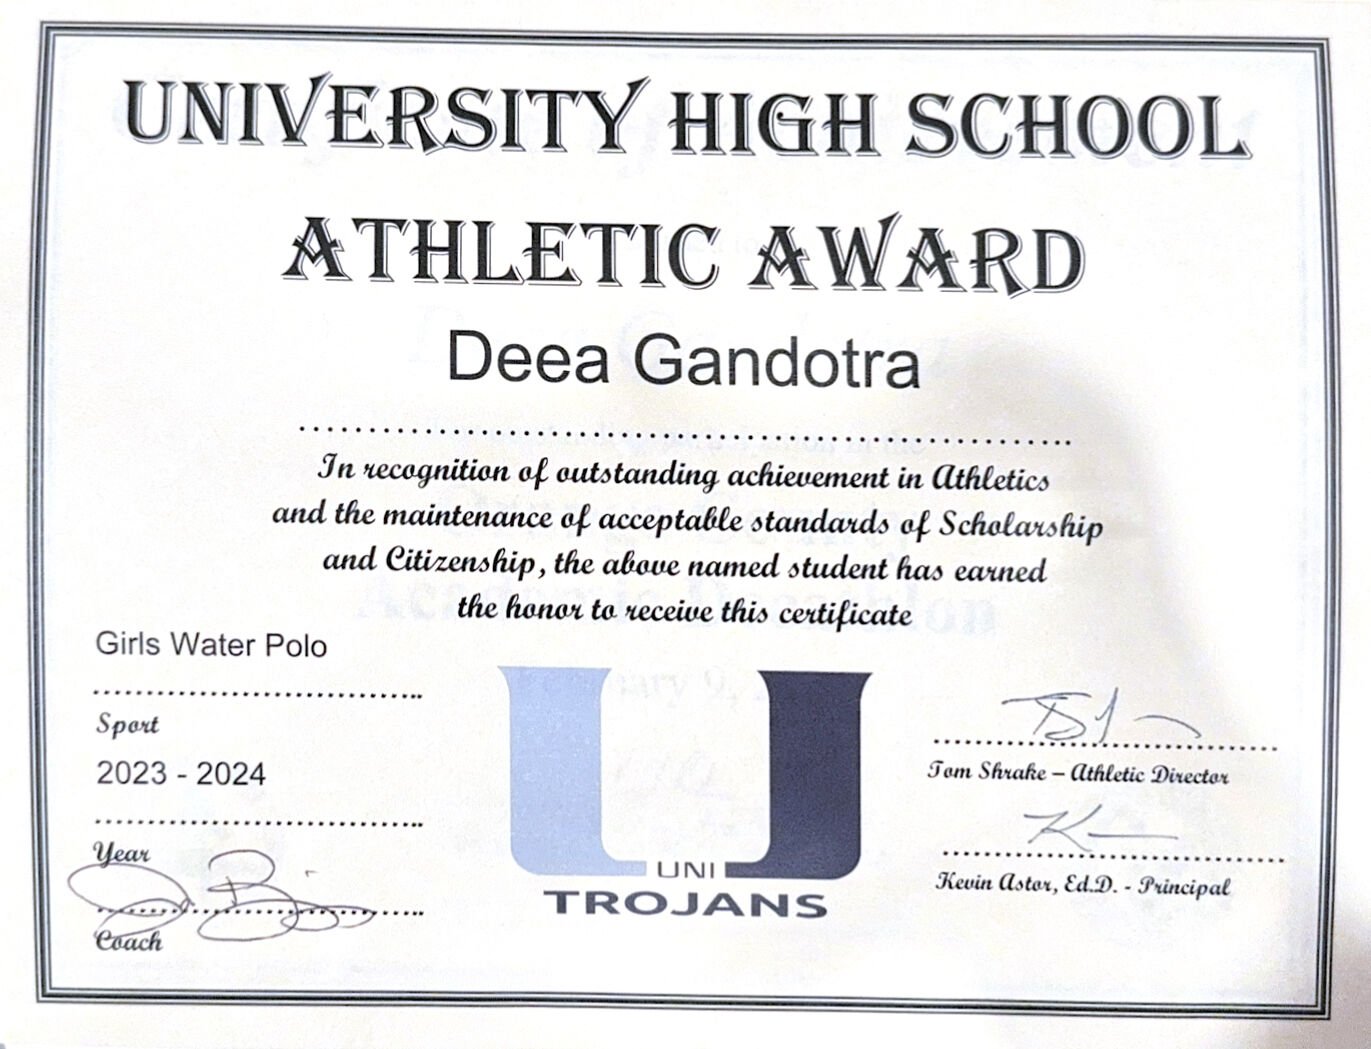 UNIVERSITY HIGH SCHOOL
ATHLETIC AWARD
Deea Gandotra
In recognition of outstanding achievement in Athletics
and the maintenance of acceptable standards of Scholarship
and Citizenship, the above named student has earned
the honor to receive this certificate
Girls Water Polo
Sport
2023 - 2024
Year
Coach
UNI
TROJANS
Tom Shrake – Athletic Director
Kevin Astor, Ed.D. - Principal